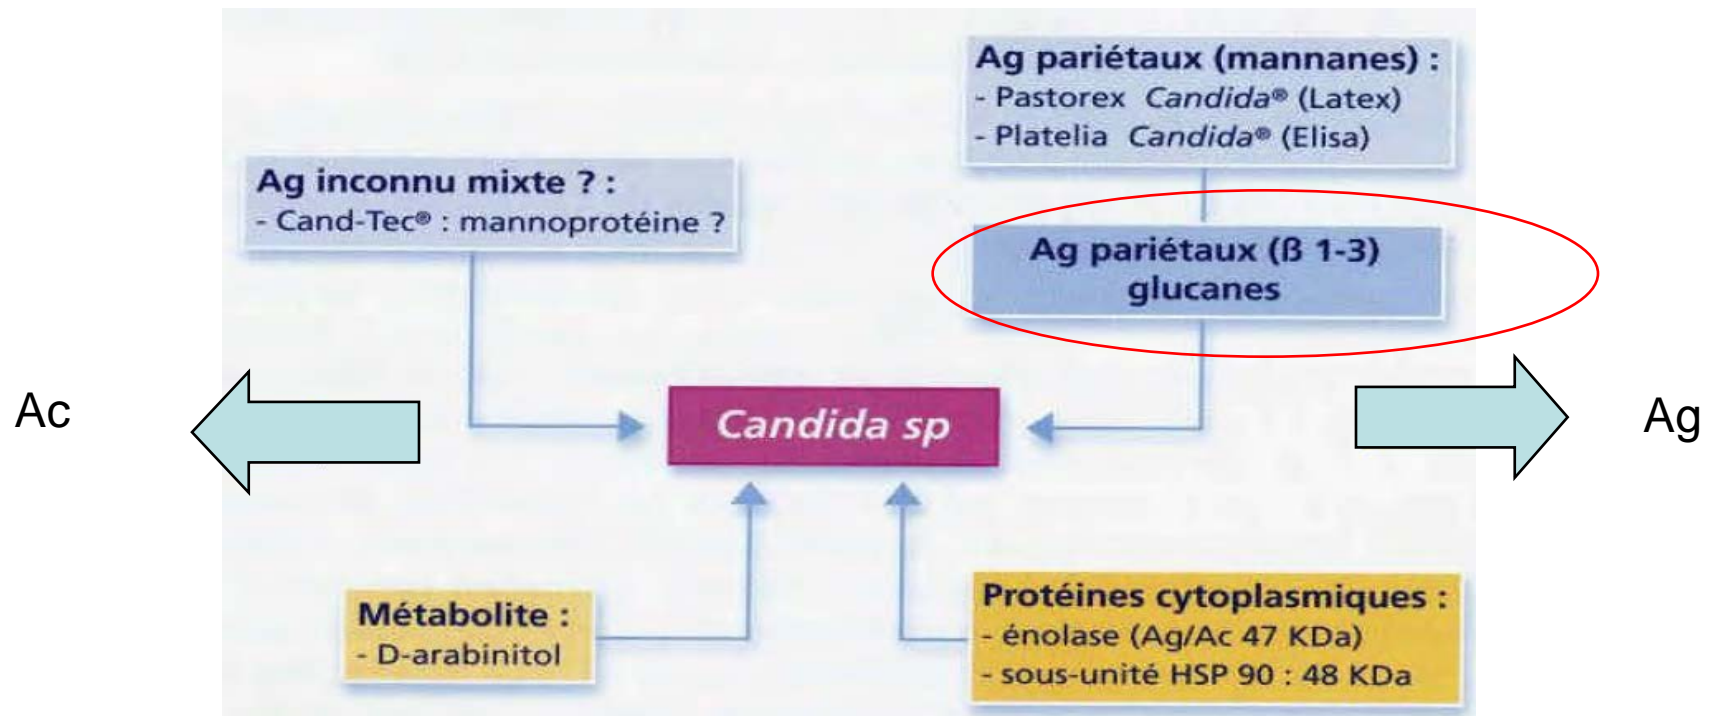 Ag pariétaux (mannanes) :
- Pastorex Candida® (Latex)
- Platelia Candida® (Elisa)
Ag inconnu mixte ? :
- Cand-Tec® : mannoprotéine ?
Ag pariétaux (ß 1-3)
glucanes
Ac
Candida sp
Ag
Métabolite :
- D-arabinitol
Protéines cytoplasmiques :
- énolase (Ag/Ac 47 KDa)
- sous-unité HSP 90 : 48 KDa